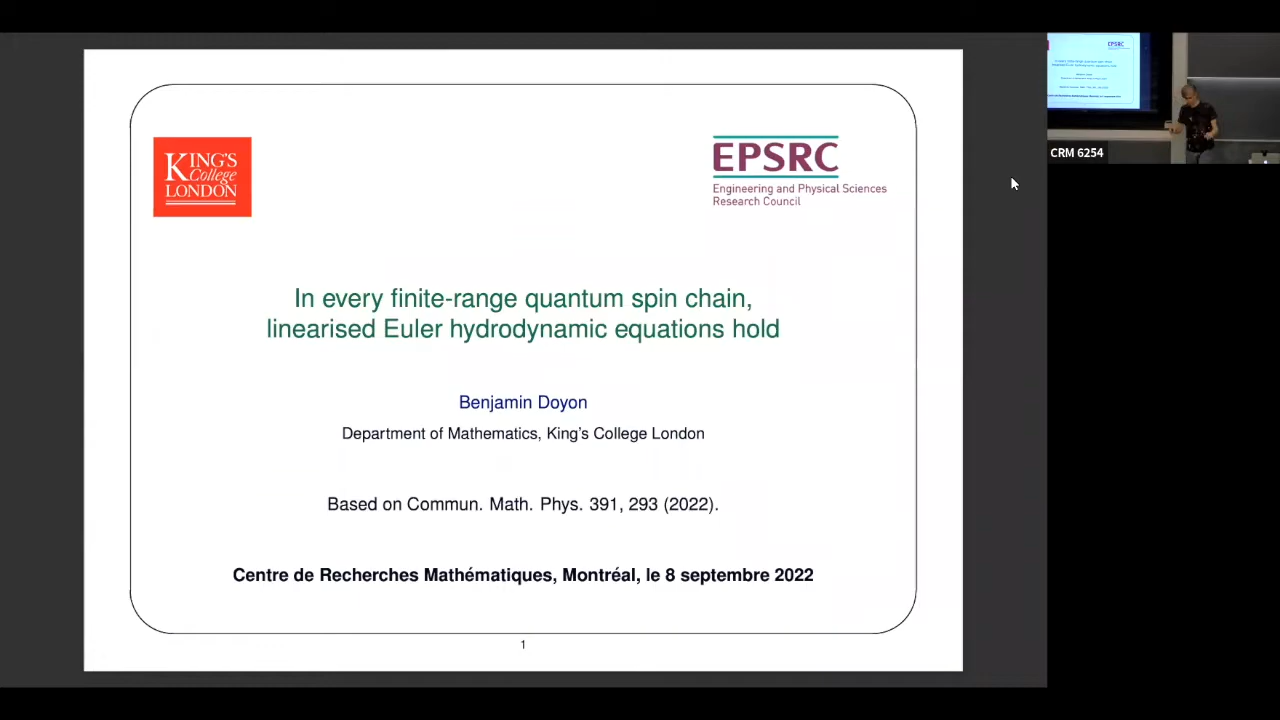 KING'S
College
LONDON
EPSRC
Engineering and Physical Sciences
Research Council
In every finite-range quantum spin chain,
linearised Euler hydrodynamic equations hold
Benjamin Doyon
Department of Mathematics, King's College London
Based on Commun. Math. Phys. 391, 293 (2022).
Centre de Recherches Mathématiques, Montréal, le 8 septembre 2022
1
EPSRC
CRM 6254